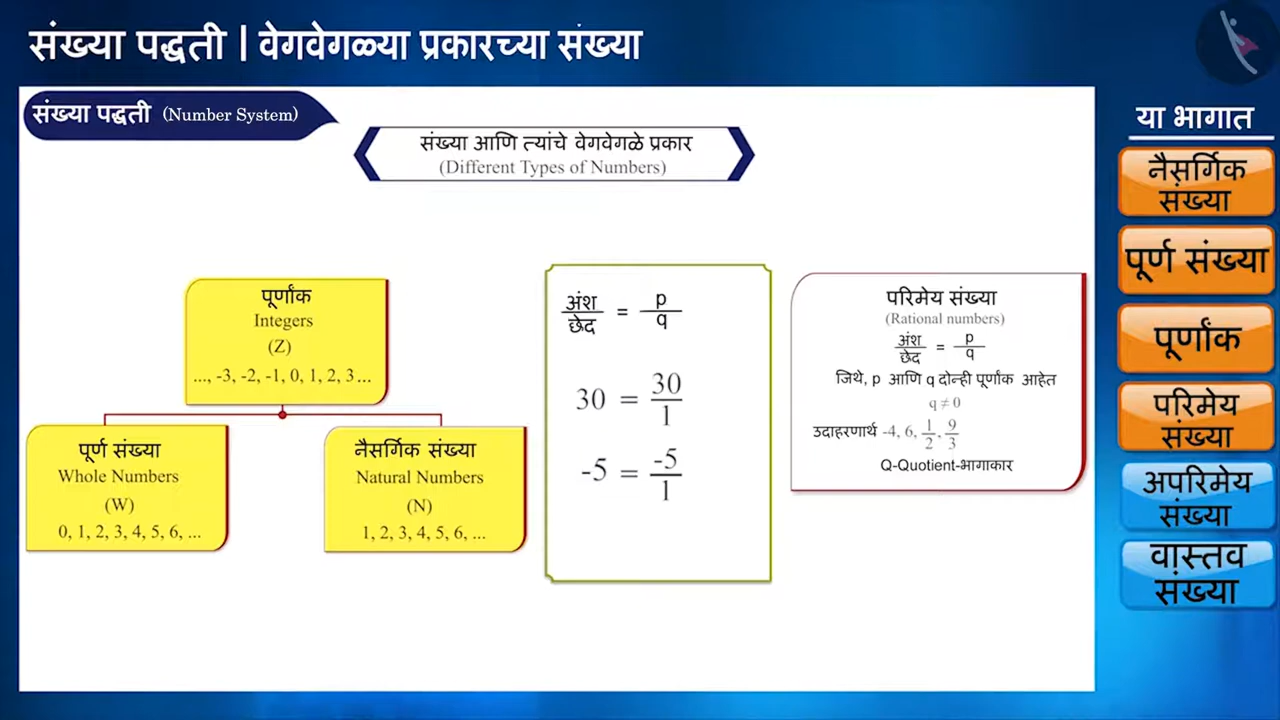 संख्या पद्धती | वेगवेगळ्या प्रकारच्या संख्या
संख्या पद्धती (Number System)
संख्या आणि त्यांचे वेगवेगळे प्रकार
(Different Types of Numbers)
पूर्णांक
Integers
(Z)
..., -3, -2, -1, 0, 1, 2, 3...
पूर्ण संख्या
Whole Numbers
(W)
0, 1, 2, 3, 4, 5, 6, ...
नैसर्गिक संख्या
Natural Numbers
(N)
1, 2, 3, 4, 5, 6, ...
अंश/छेद = p/q
30 = 30/1
-5 = -5/1
परिमेय संख्या
(Rational numbers)
अंश/छेद = p/q
जिथे, p आणि q दोन्ही पूर्णांक आहेत
q ≠ 0
उदाहरणार्थ -4, 6, 1/2, 9/3
Q-Quotient-भागाकार
या भागात
नैसर्गिक
संख्या
पूर्ण संख्या
पूर्णांक
परिमेय
संख्या
अपरिमेय
संख्या
वास्तव
संख्या